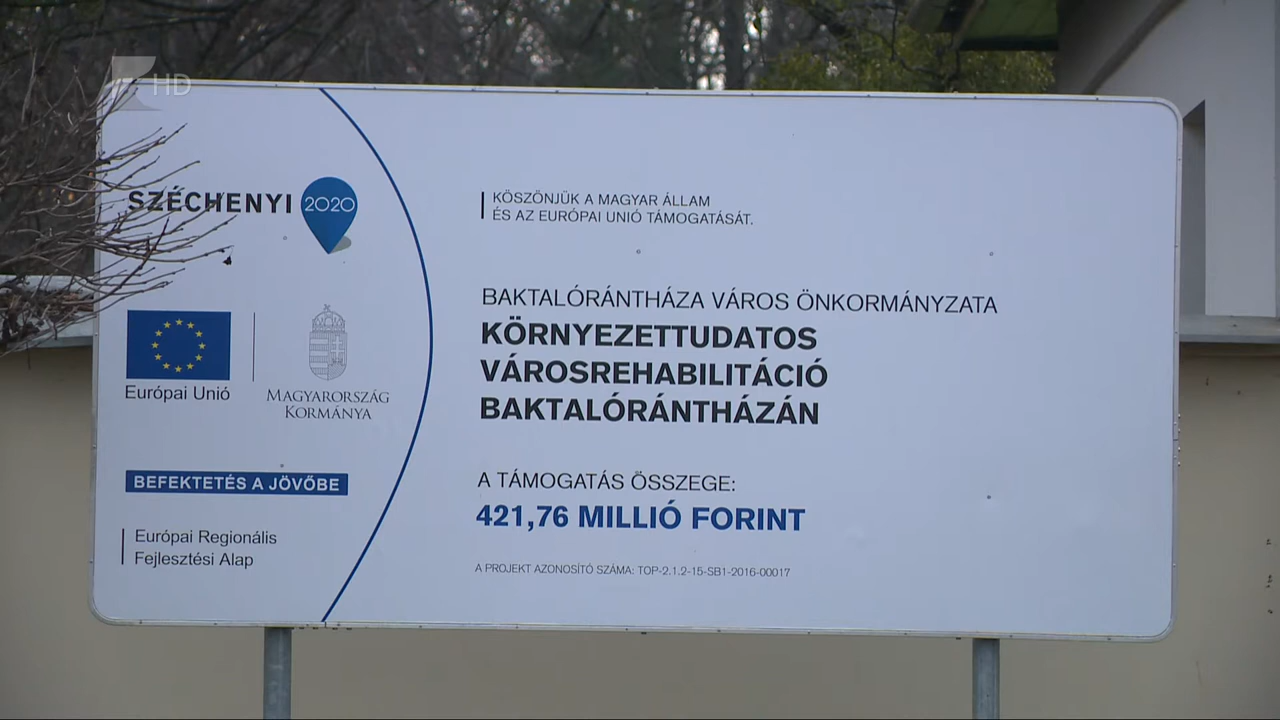 HD
SZÉCHENYI 2020
KÖSZÖNJÜK A MAGYAR ÁLLAM
ÉS AZ EURÓPAI UNIÓ TÁMOGATÁSÁT.
BAKTALÓRÁNTHÁZA VÁROS ÖNKORMÁNYZATA
KÖRNYEZETTUDATOS
VÁROSREHABILITÁCIÓ
BAKTALÓRÁNTHÁZÁN
Európai Unió
MAGYARORSZÁG
KORMÁNYA
BEFEKTETÉS A JÖVŐBE
A TÁMOGATÁS ÖSSZEGE:
421,76 MILLIÓ FORINT
Európai Regionális
Fejlesztési Alap
A PROJEKT AZONOSÍTÓ SZÁMA: TOP-2.1.2-15-SB1-2016-00017